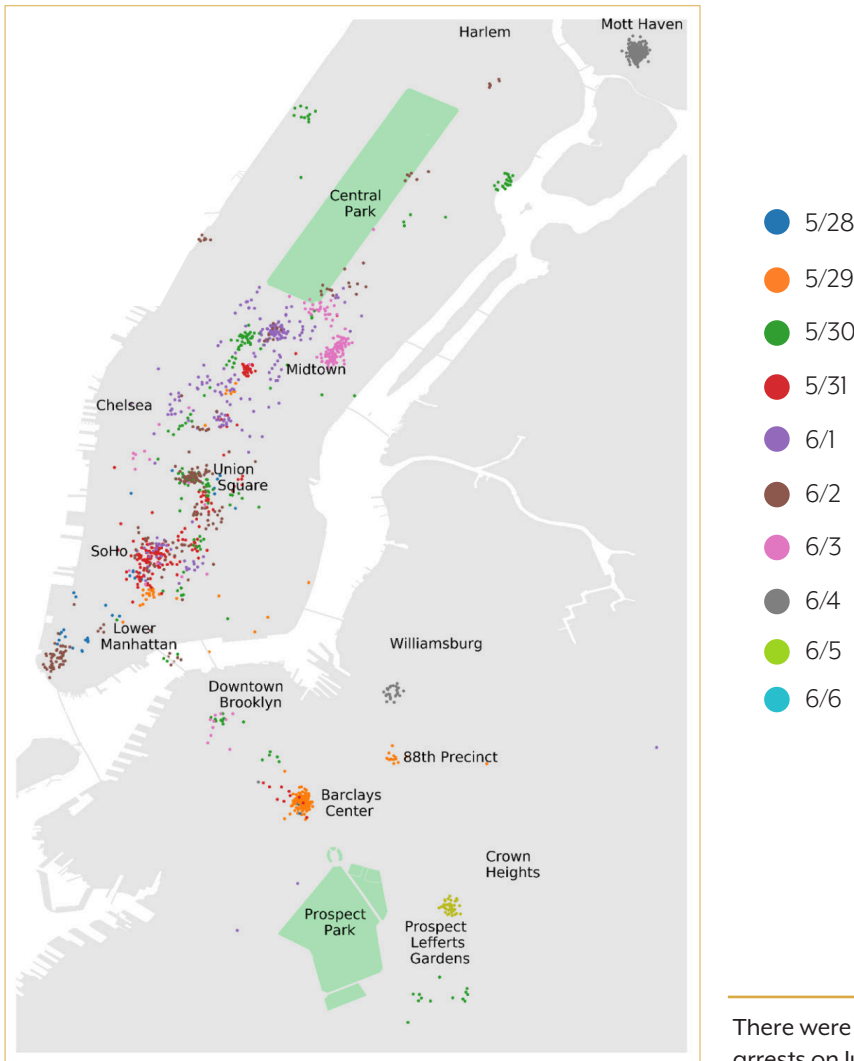 Mott Haven
Harlem
Central
Park
Midtown
Chelsea
Union
Square
SoHo
Lower
Manhattan
Williamsburg
Downtown
Brooklyn
88th Precinct
Barclays
Center
Crown
Heights
Prospect
Park
Prospect
Lefferts
Gardens
5/28
5/29
5/30
5/31
6/1
6/2
6/3
6/4
6/5
6/6
There were
arrests on